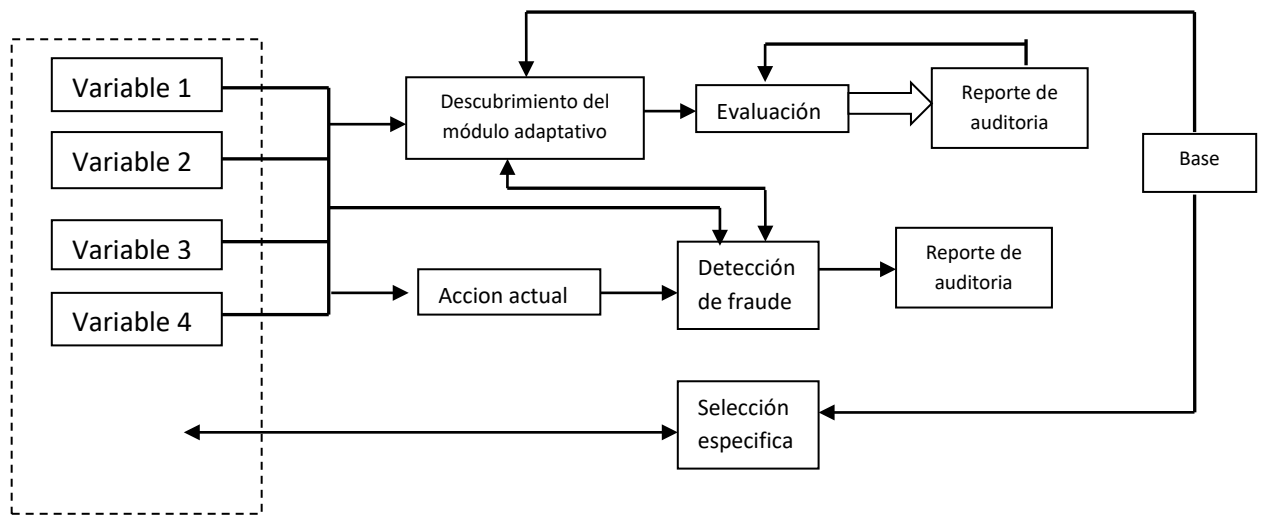 Variable 1
Variable 2
Variable 3
Variable 4
Descubrimiento del
módulo adaptativo
Evaluación
Reporte de
auditoria
Base
Accion actual
Detección
de fraude
Reporte de
auditoria
Selección
especifica